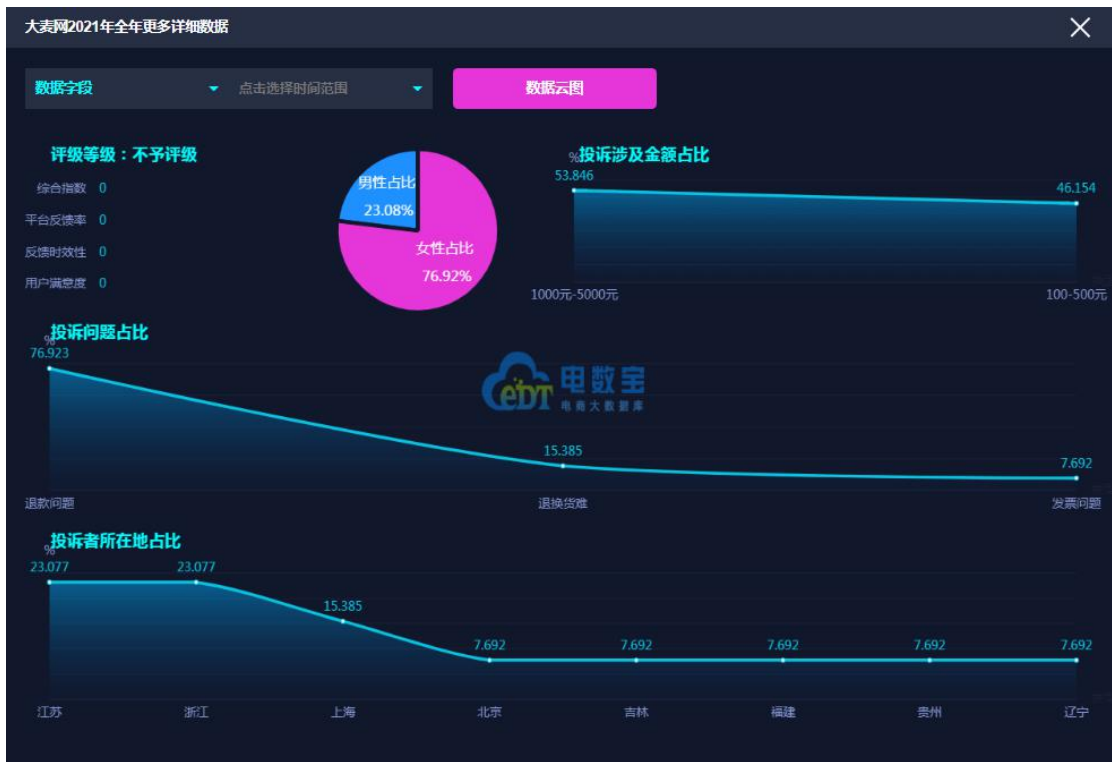 大麦网2021年全年更多详细数据
数据字段
点击选择时间范围
数据云图
评级等级：不予评级
综合指数 0
平台反馈率 0
反馈时效性 0
用户满意度 0
男性占比
23.08%
女性占比
76.92%
%
投诉涉及金额占比
53.846
46.154
1000元-5000元
100-500元
投诉问题占比
%
76.923
15.385
7.692
退款问题
退换货难
发票问题
eDT 电数宝
电商大数据库
投诉者所在地占比
%
23.077
23.077
15.385
7.692
7.692
7.692
7.692
7.692
江苏
浙江
上海
北京
吉林
福建
贵州
辽宁